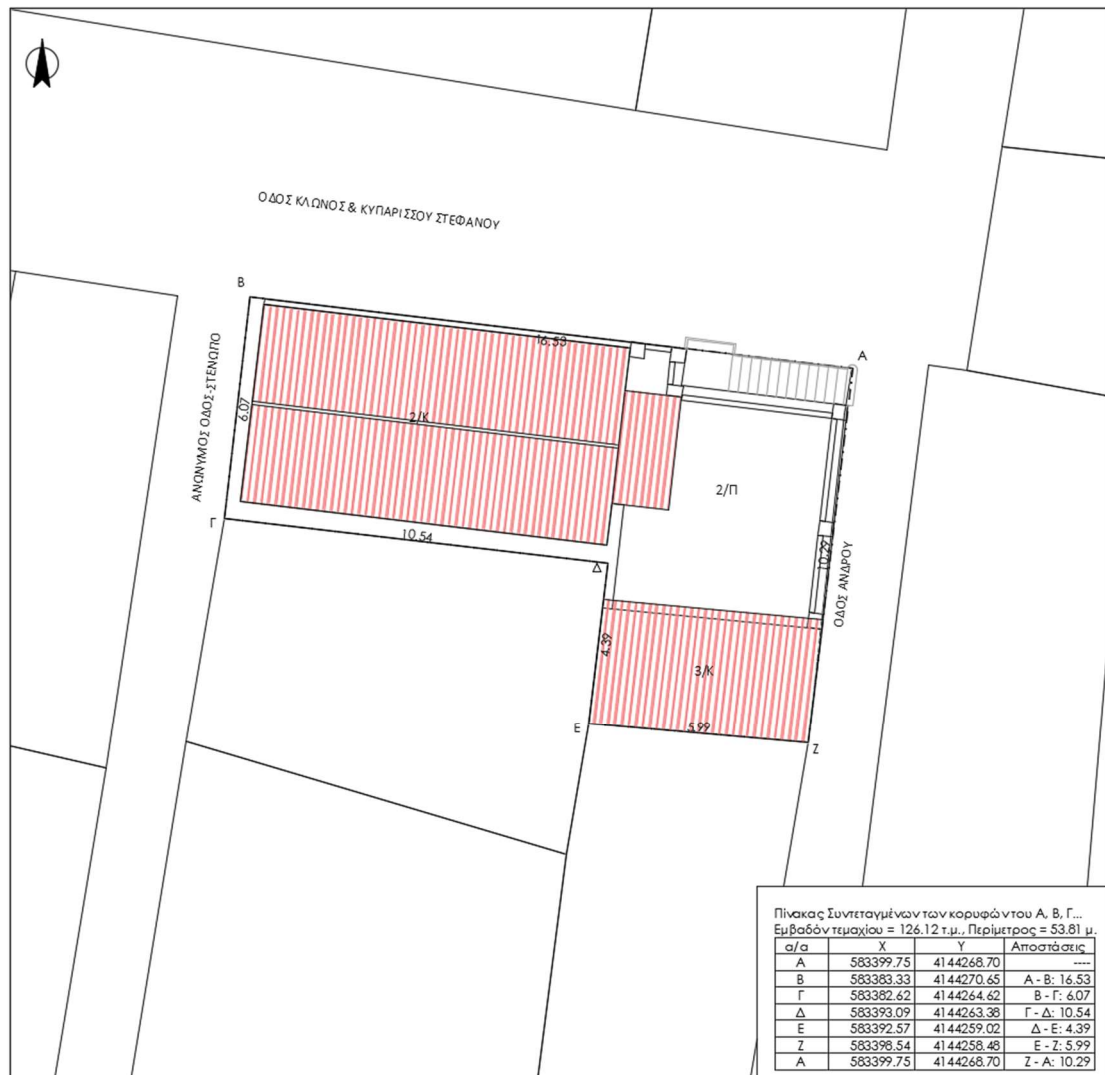 ΟΔΟΣ ΚΛΩΝΟΣ & ΚΥΠΑΡΙΣΣΟΥ ΣΤΕΦΑΝΟΥ
Β
16.53
Α
ΑΝΩΝΥΜΟΣ ΟΔΟΣ-ΣΤΕΝΩΠΟ
6.07
2/Κ
2/Π
Γ
10.54
Δ
10.29
ΟΔΟΣ ΑΝΔΡΟΥ
4.39
3/Κ
Ε
5.99
Ζ
Πίνακας Συντεταγμένων των κορυφών του Α, Β, Γ...
Εμβαδόν τεμαχίου = 126.12 τ.μ., Περίμετρος = 53.81 μ.
α/α Χ Υ Αποστάσεις
Α 583399.75 4144268.70 ----
Β 583383.33 4144270.65 Α - Β: 16.53
Γ 583382.62 4144264.62 Β - Γ: 6.07
Δ 583393.09 4144263.38 Γ - Δ: 10.54
Ε 583392.57 4144259.02 Δ - Ε: 4.39
Ζ 583398.54 4144258.48 Ε - Ζ: 5.99
Α 583399.75 4144268.70 Ζ - Α: 10.29